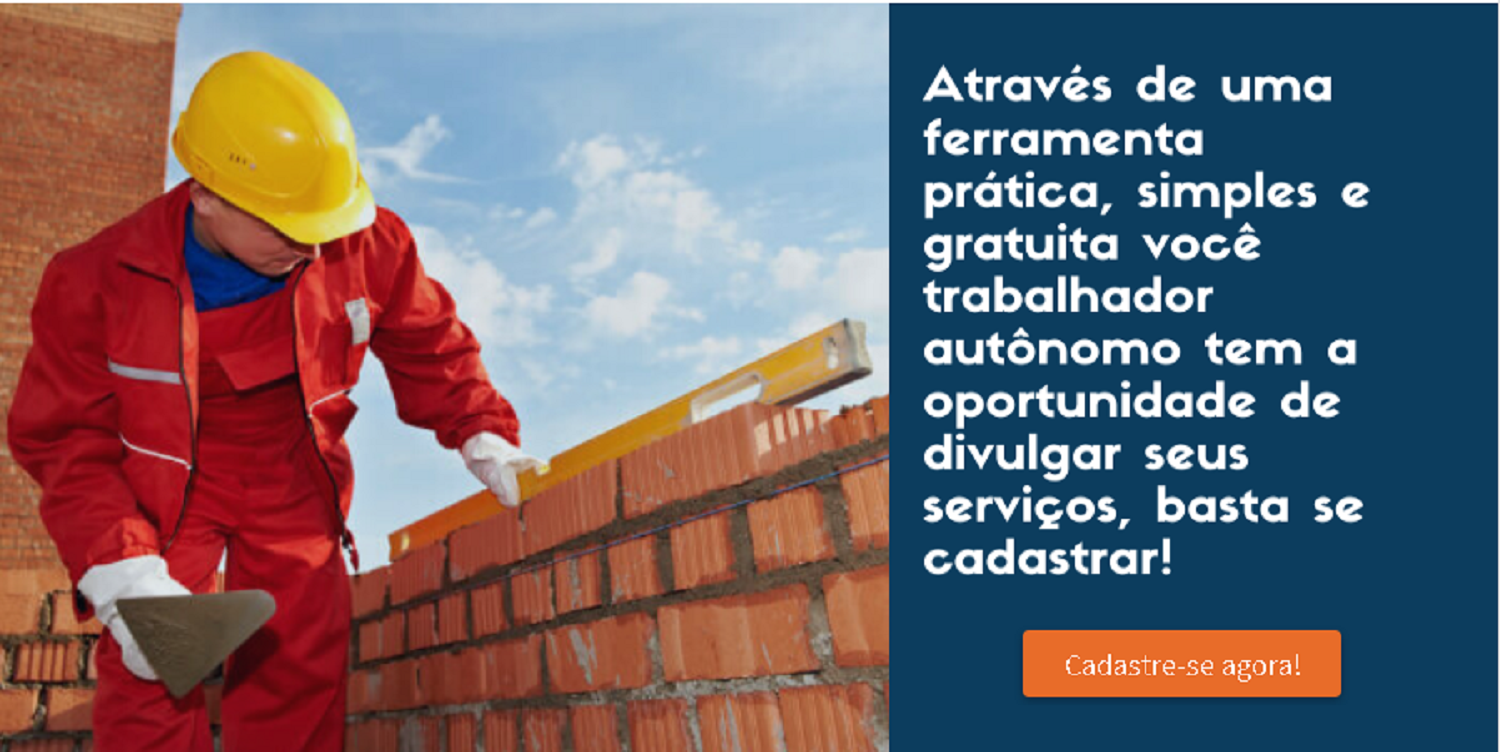 Através de uma
ferramenta
prática, simples e
gratuita você
trabalhador
autônomo tem a
oportunidade de
divulgar seus
serviços, basta se
cadastrar!
Cadastre-se agora!